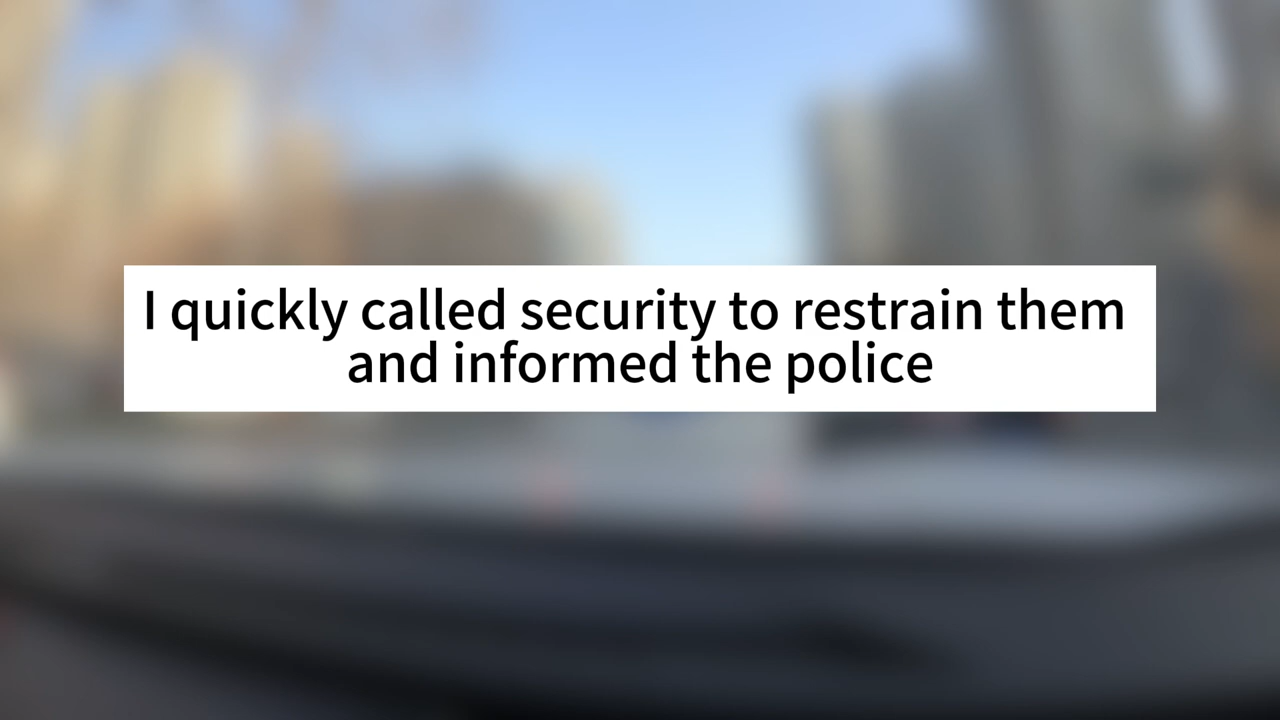 I quickly called security to restrain them
and informed the police